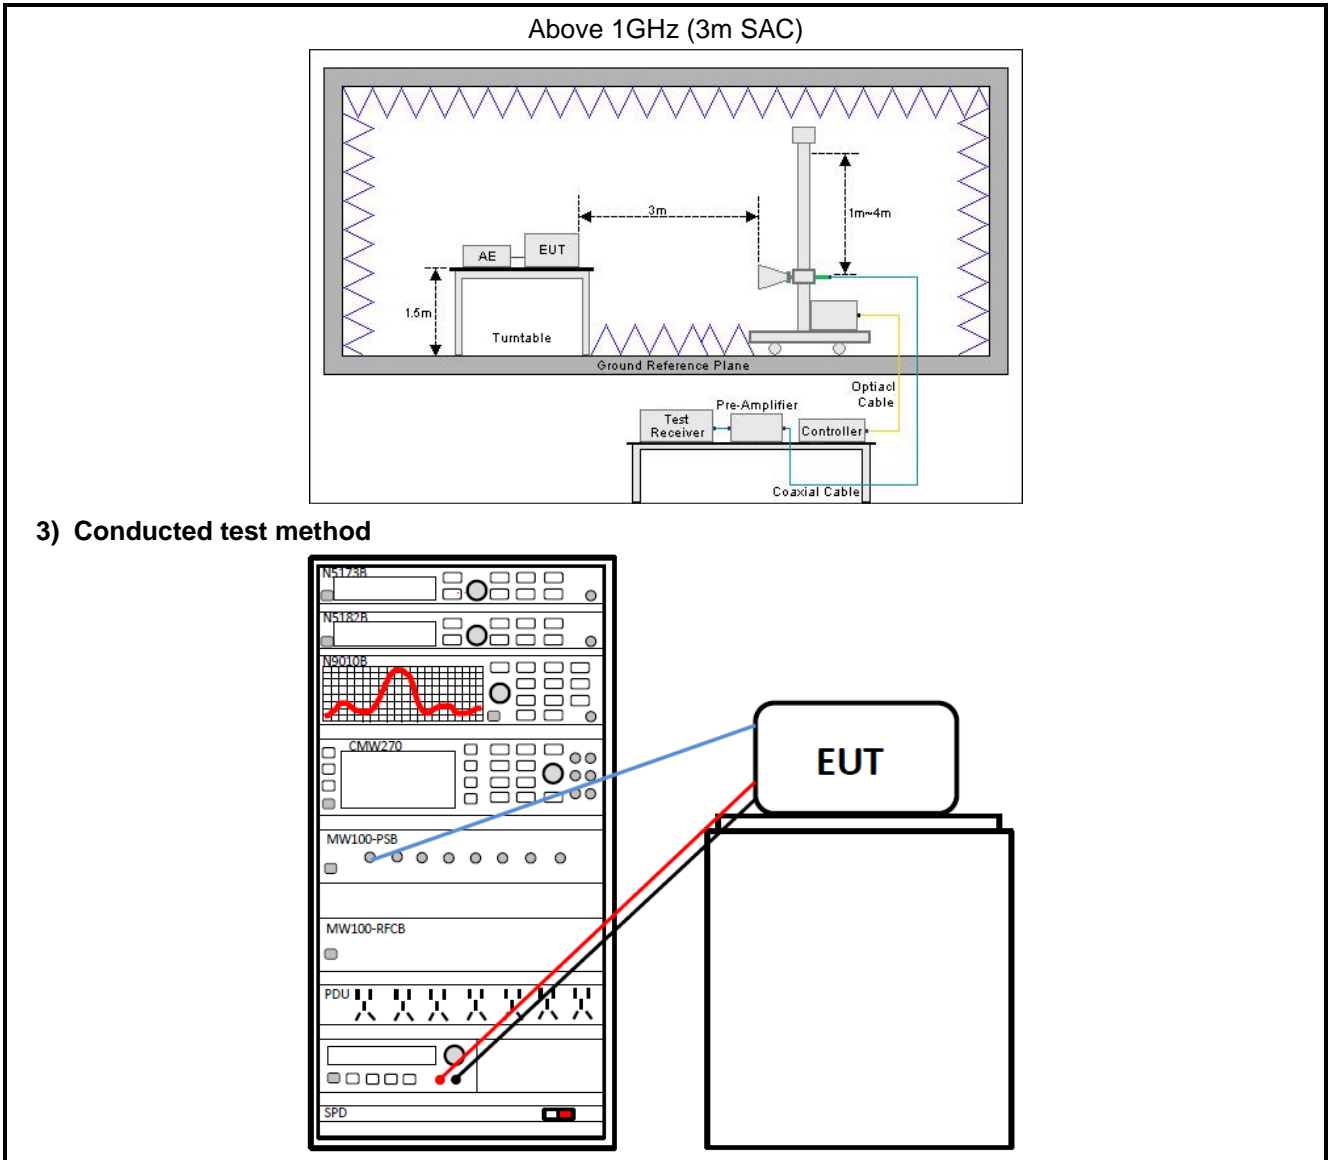 Above 1GHz (3m SAC)
3m
1m~4m
AE
EUT
1.5m
Turntable
Ground Reference Plane
Optiacl
Cable
Pre-Amplifier
Test
Receiver
Controller
Coaxial Cable
3) Conducted test method
N5173B
N5182B
N9010B
CMW270
EUT
MW100-PSB
MW100-RFCB
PDU
SPD